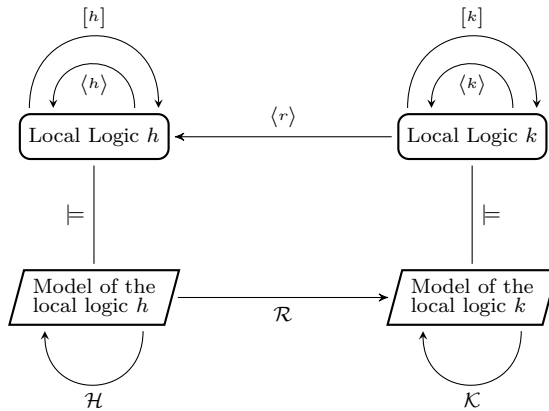 [h]
[k]
⟨h⟩
⟨k⟩
⟨r⟩
Local Logic h
Local Logic k
⊨
⊨
Model of the
local logic h
Model of the
local logic k
ℛ
ℋ
𝒦